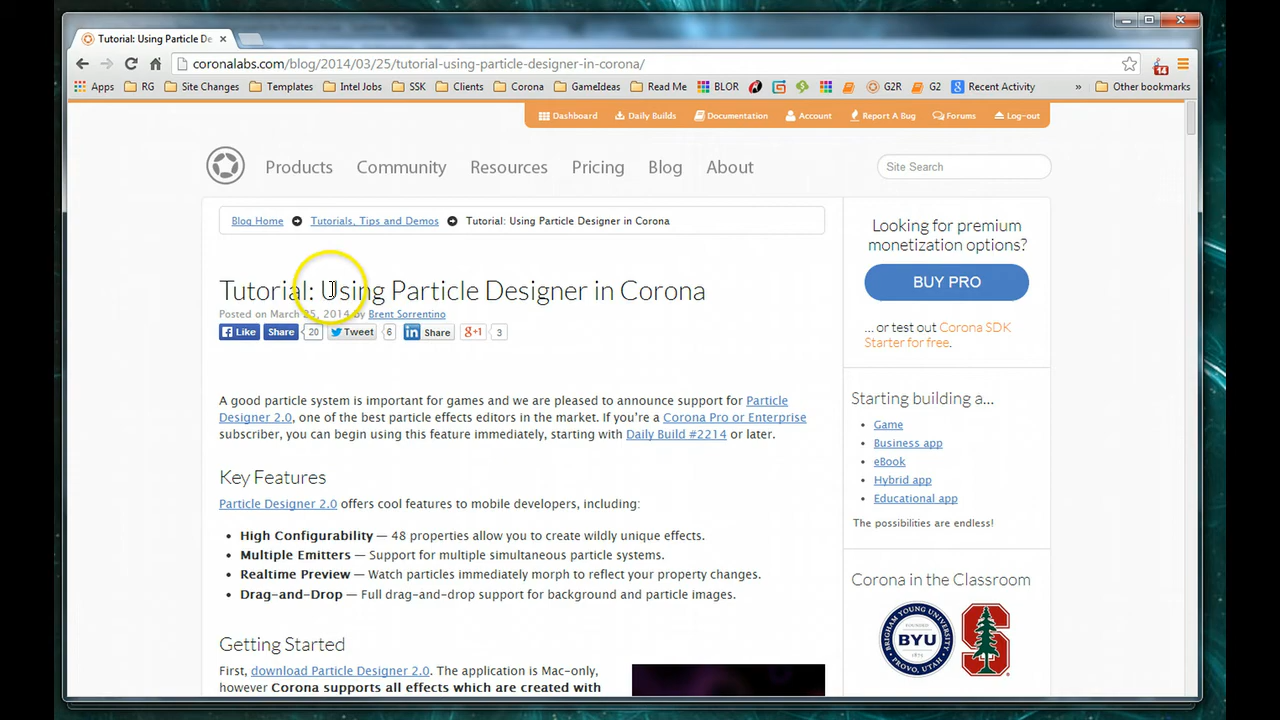 Tutorial: Using Particle De
coronalabs.com/blog/2014/03/25/tutorial-using-particle-designer-in-corona/
14
Apps RG Site Changes Templates Intel Jobs SSK Clients Corona GameIdeas Read Me BLOR G2R G2 Recent Activity » Other bookmarks
Dashboard Daily Builds Documentation Account Report A Bug Forums Log-out
Products Community Resources Pricing Blog About Site Search
Blog Home Tutorials, Tips and Demos Tutorial: Using Particle Designer in Corona
Tutorial: Using Particle Designer in Corona
Posted on March 25, 2014 by Brent Sorrentino
Like Share 20 Tweet 6 Share +1 3
A good particle system is important for games and we are pleased to announce support for Particle
Designer 2.0, one of the best particle effects editors in the market. If you're a Corona Pro or Enterprise
subscriber, you can begin using this feature immediately, starting with Daily Build #2214 or later.
Key Features
Particle Designer 2.0 offers cool features to mobile developers, including:
• High Configurability — 48 properties allow you to create wildly unique effects.
• Multiple Emitters — Support for multiple simultaneous particle systems.
• Realtime Preview — Watch particles immediately morph to reflect your property changes.
• Drag-and-Drop — Full drag-and-drop support for background and particle images.
Getting Started
First, download Particle Designer 2.0. The application is Mac-only,
however Corona supports all effects which are created with
Looking for premium
monetization options?
BUY PRO
... or test out Corona SDK
Starter for free.
Starting building a...
• Game
• Business app
• eBook
• Hybrid app
• Educational app
The possibilities are endless!
Corona in the Classroom
BRIGHAM YOUNG UNIVERSITY
FOUNDED
BYU
1875
PROVO, UTAH